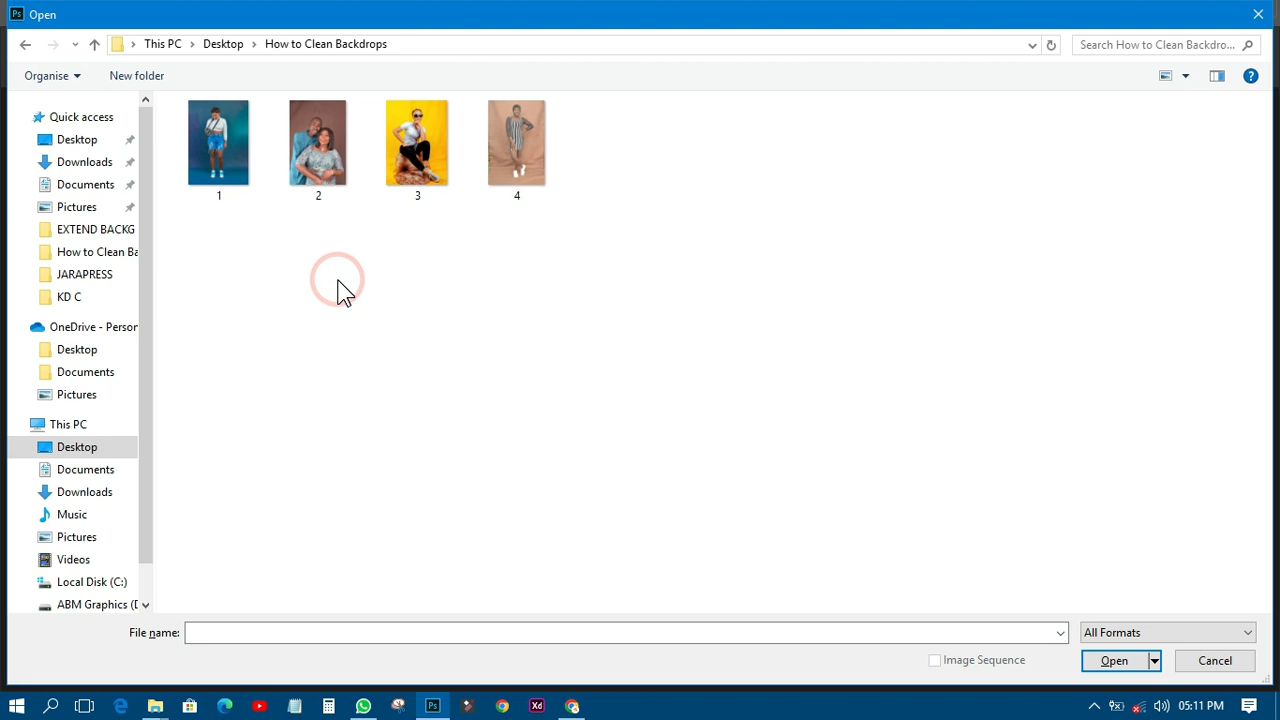 Open
This PC > Desktop > How to Clean Backdrops
Search How to Clean Backdro...
Organise
New folder
Quick access
Desktop
Downloads
Documents
Pictures
EXTEND BACKG
How to Clean Ba
JARAPRESS
KD C
OneDrive - Person
Desktop
Documents
Pictures
This PC
Desktop
Documents
Downloads
Music
Pictures
Videos
Local Disk (C:)
ABM Graphics (D
1
2
3
4
File name:
All Formats
Image Sequence
Open
Cancel
05:11 PM